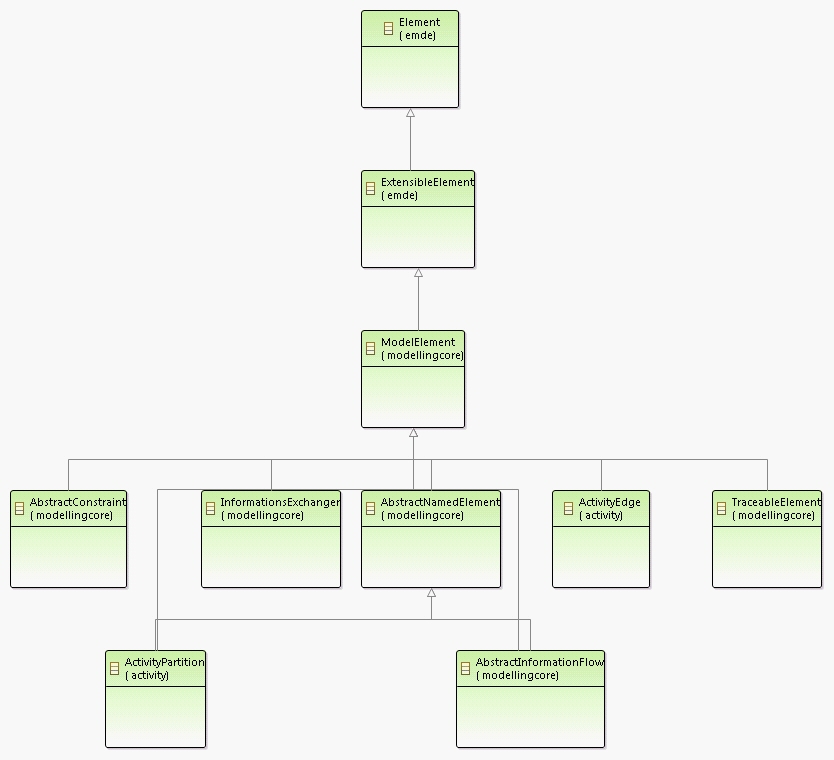 Element
( emde)
ExtensibleElement
( emde)
ModelElement
( modellingcore)
AbstractConstraint
( modellingcore)
InformationsExchanger
( modellingcore)
AbstractNamedElement
( modellingcore)
ActivityEdge
( activity)
TraceableElement
( modellingcore)
ActivityPartition
( activity)
AbstractInformationFlow
( modellingcore)